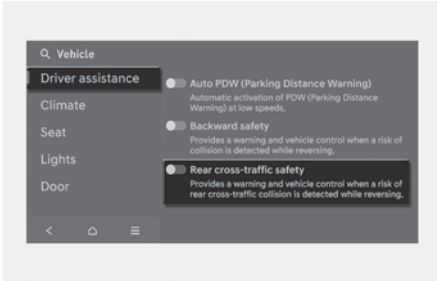 Vehicle
Driver assistance
Climate
Seat
Lights
Door
Auto PDW (Parking Distance Warning)
Automatic activation of PDW (Parking Distance
Warning) at low speeds.
Backward safety
Provides a warning and vehicle control when a risk of
collision is detected while reversing.
Rear cross-traffic safety
Provides a warning and vehicle control when a risk of
rear cross-traffic collision is detected while reversing.